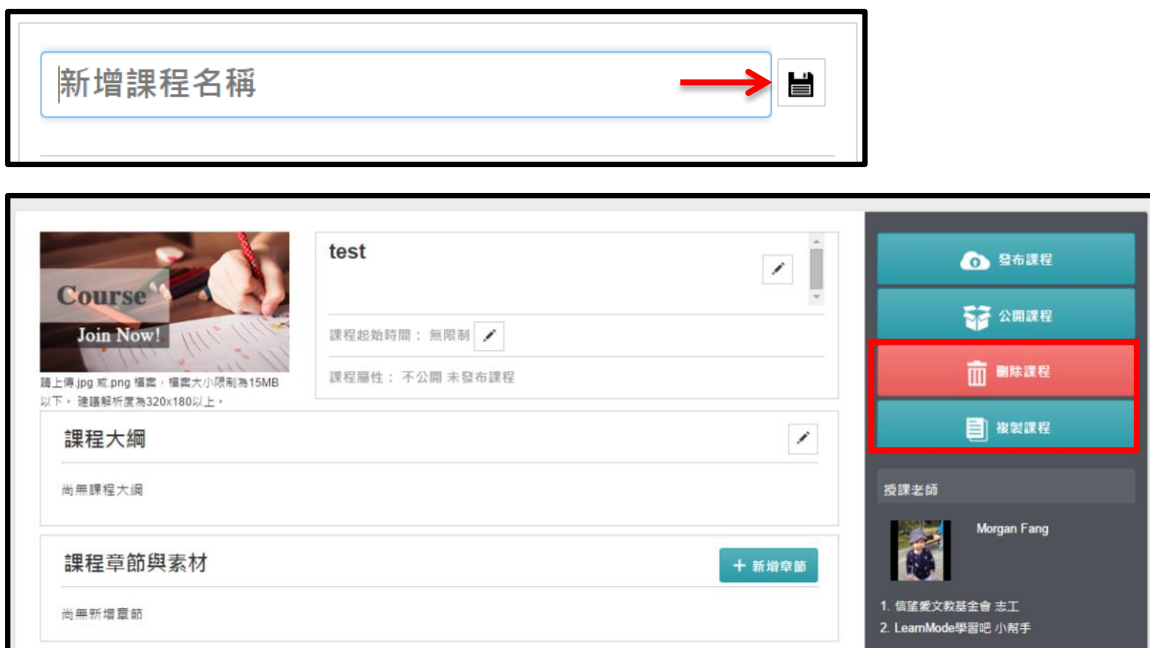 新增課程名稱
Course
Join Now!
請上傳.jpg 或.png 檔案，檔案大小限制為15MB
以下， 建議解析度為320x180以上。
test
課程起始時間： 無限制
課程屬性： 不公開 未發布課程
課程大綱
尚無課程大綱
課程章節與素材
+ 新增章節
尚無新增章節
發布課程
公開課程
刪除課程
複製課程
授課老師
Morgan Fang
1. 信望愛文教基金會 志工
2. LearnMode學習吧 小幫手